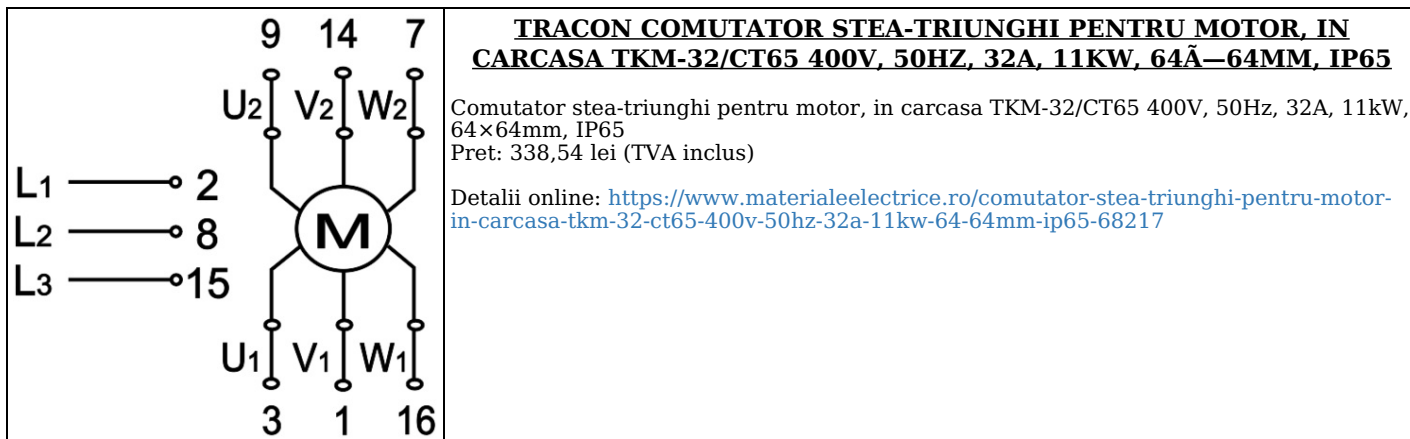 9 14 7
U2 V2 W2
L1 2
L2 8
L3 15
M
U1 V1 W1
3 1 16
TRACON COMUTATOR STEA-TRIUNGHI PENTRU MOTOR, IN
CARCASA TKM-32/CT65 400V, 50HZ, 32A, 11KW, 64Ã—64MM, IP65
Comutator stea-triunghi pentru motor, in carcasa TKM-32/CT65 400V, 50Hz, 32A, 11kW,
64×64mm, IP65
Pret: 338,54 lei (TVA inclus)
Detalii online: https://www.materialeelectrice.ro/comutator-stea-triunghi-pentru-motor-
in-carcasa-tkm-32-ct65-400v-50hz-32a-11kw-64-64mm-ip65-68217